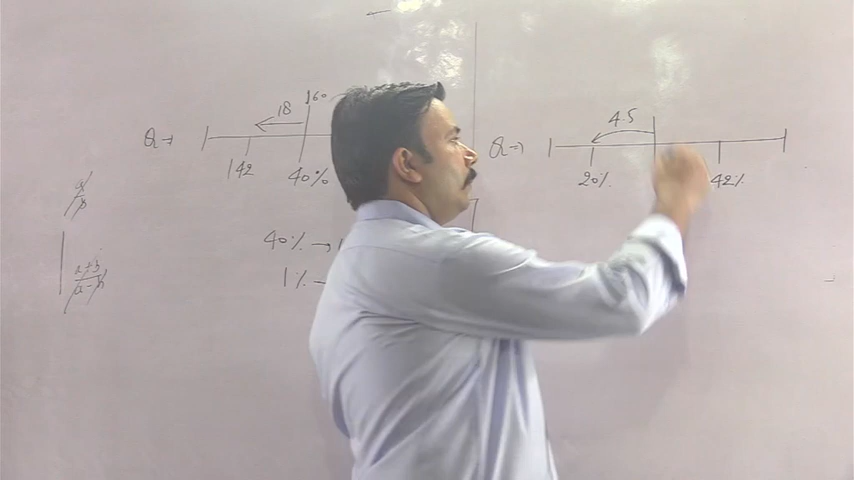 160
18
Q ⇒
142
40%
40% →
1% –
a/b
a+b
a-b
Q ⇒
4.5
20%
42%